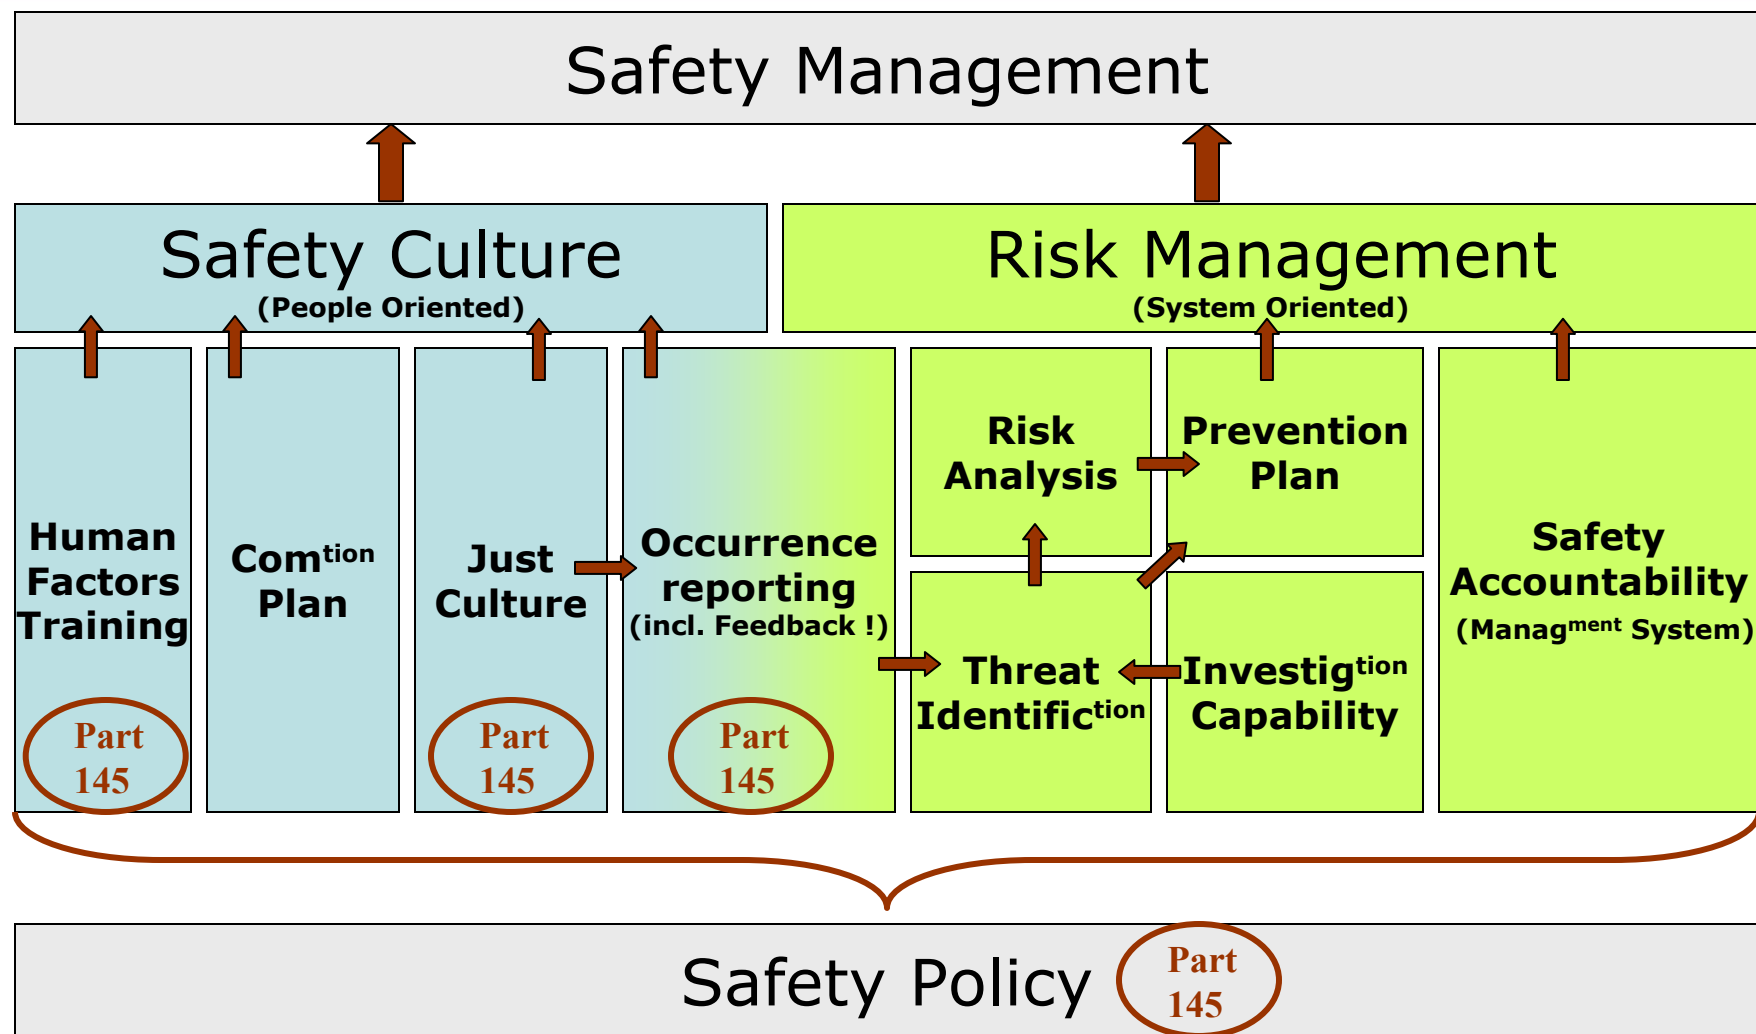 Safety Management
Safety Culture
(People Oriented)
Risk Management
(System Oriented)
Human
Factors
Training
Part
145
Comtion
Plan
Just
Culture
Part
145
Occurrence
reporting
(incl. Feedback !)
Part
145
Risk
Analysis
Prevention
Plan
Threat
Identifiction
Investigtion
Capability
Safety
Accountability
(Managment System)
Safety Policy
Part
145